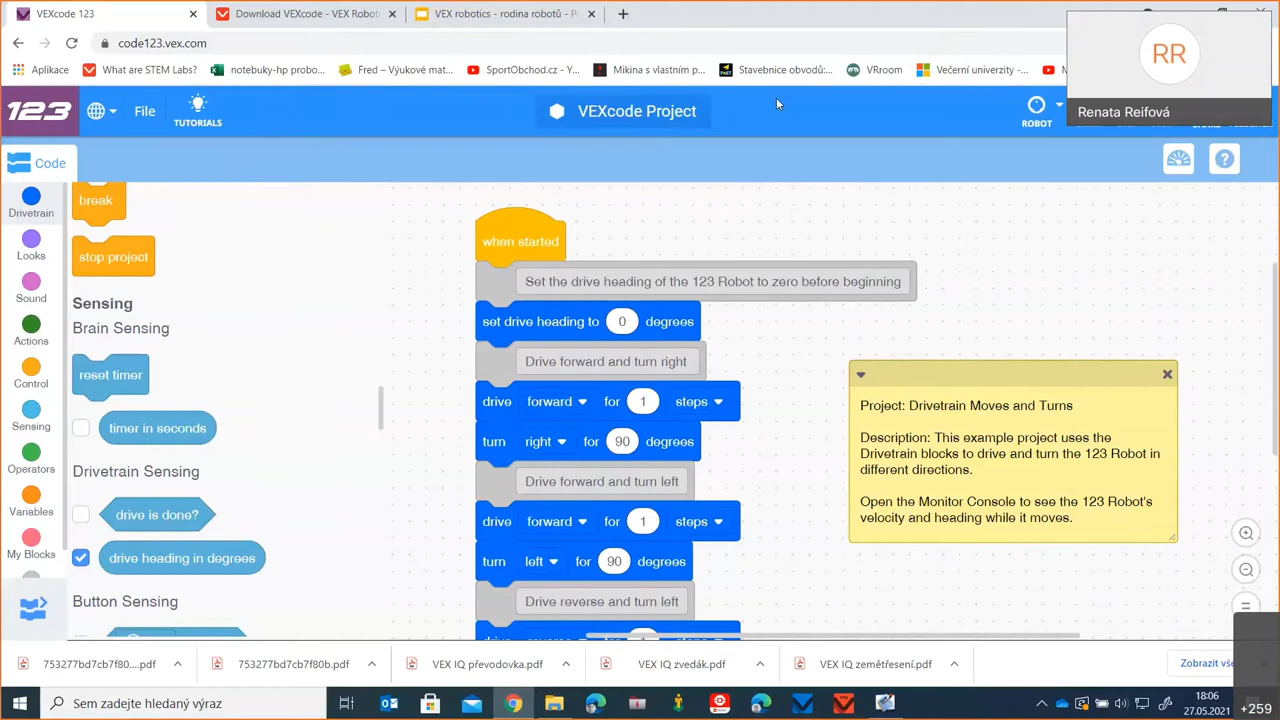 VEXcode 123
Download VEXcode - VEX Robot
VEX robotics - rodina robotů - P
code123.vex.com
Aplikace
What are STEM Labs?
notebuky-hp probo...
Fred – Výukové mat...
SportObchod.cz - Y...
Mikina s vlastním p...
Stavebnice obvodů:...
VRroom
Večerní univerzity -...
RR
Renata Reifová
123
File
TUTORIALS
VEXcode Project
ROBOT
Code
Drivetrain
Looks
Sound
Actions
Control
Sensing
Operators
Variables
My Blocks
break
stop project
Sensing
Brain Sensing
reset timer
timer in seconds
Drivetrain Sensing
drive is done?
drive heading in degrees
Button Sensing
when started
Set the drive heading of the 123 Robot to zero before beginning
set drive heading to 0 degrees
Drive forward and turn right
drive forward for 1 steps
turn right for 90 degrees
Drive forward and turn left
drive forward for 1 steps
turn left for 90 degrees
Drive reverse and turn left
Project: Drivetrain Moves and Turns
Description: This example project uses the
Drivetrain blocks to drive and turn the 123 Robot in
different directions.
Open the Monitor Console to see the 123 Robot's
velocity and heading while it moves.
753277bd7cb7f80....pdf
753277bd7cb7f80b.pdf
VEX IQ převodovka.pdf
VEX IQ zvedák.pdf
VEX IQ zemětřesení.pdf
Zobrazit vše
Sem zadejte hledaný výraz
18:06
27.05.2021
+259